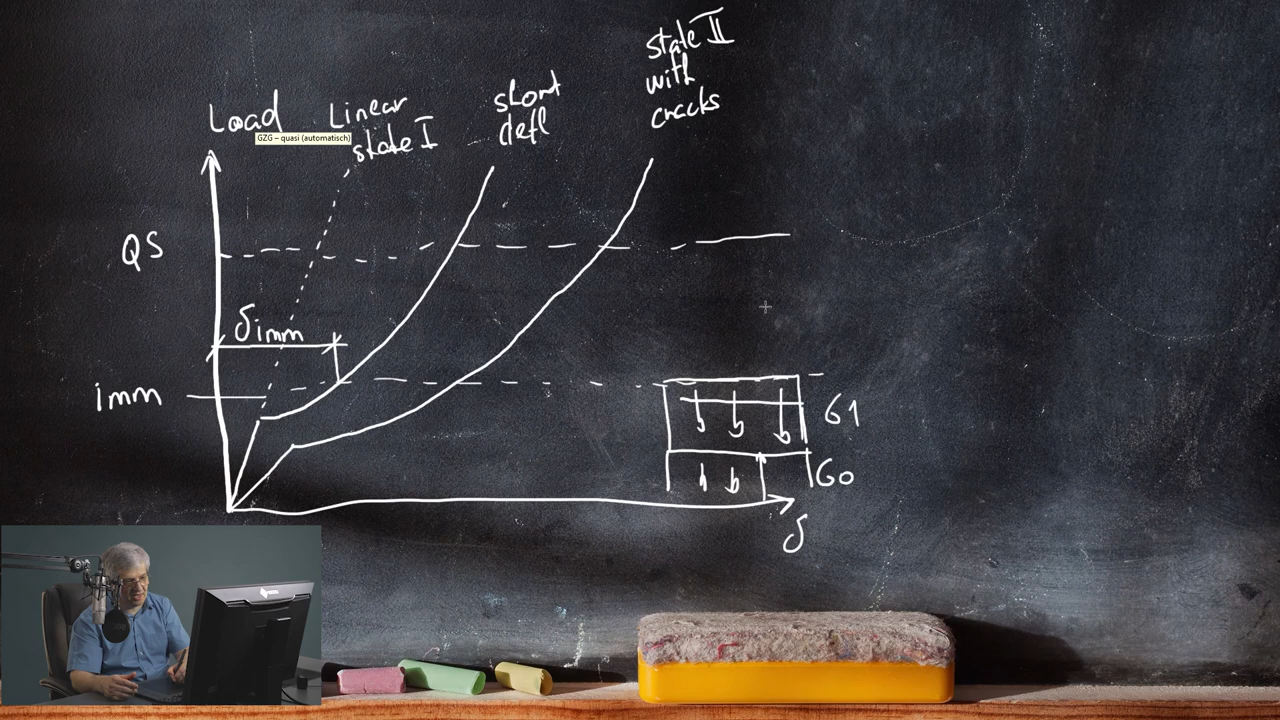 state II
with
cracks
short
defl
Load
Linear
state I
GZG – quasi (automatisch)
QS
δimm
imm
G1
G0
δ